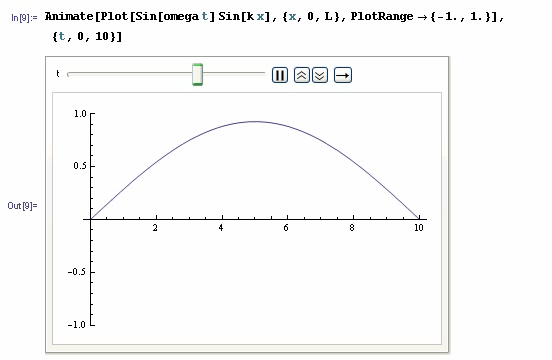 In[9]:= Animate[Plot[Sin[omega t] Sin[k x], {x, 0, L}, PlotRange → {-1., 1.}],
{t, 0, 10}]
t
Out[9]=
1.0
0.5
2 4 6 8 10
-0.5
-1.0